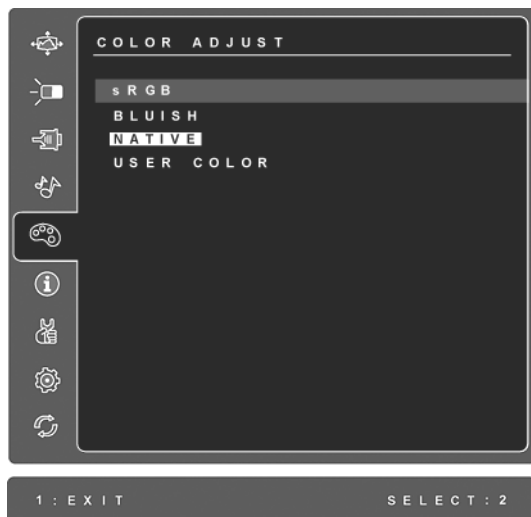 COLOR ADJUST
sRGB
BLUISH
NATIVE
USER COLOR
1:EXIT SELECT:2